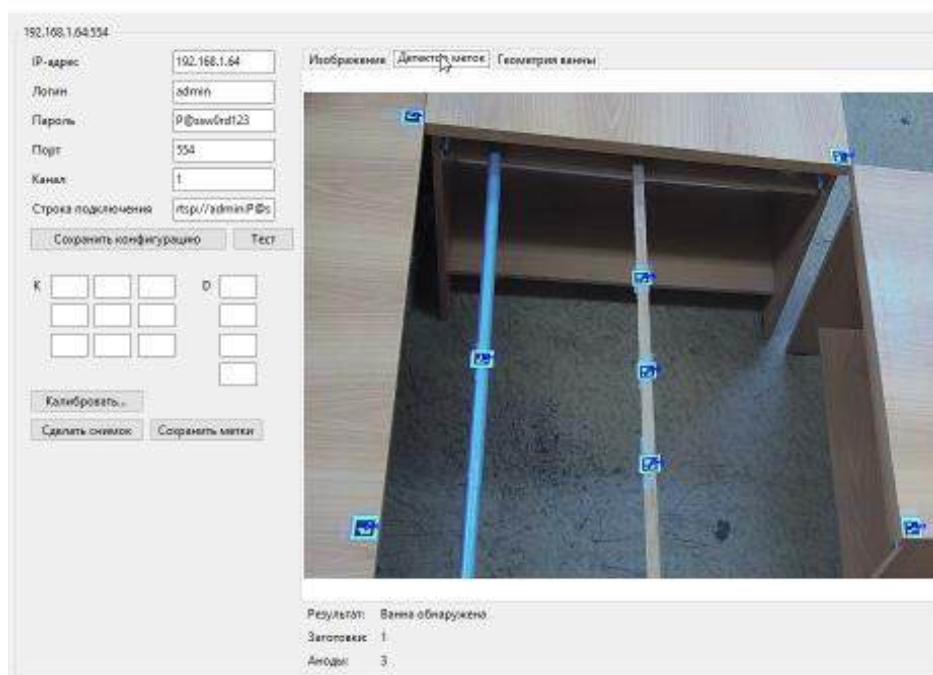 192.168.1.64:554
IP-адрес 192.168.1.64
Логин admin
Пароль P@ssw0rd123
Порт 554
Канал 1
Строка подключения rtsp://admin:P@s
Сохранить конфигурацию Тест
K D
Калибровать...
Сделать снимок Сохранить метки
Изображение Детектор меток Геометрия ванны
Результат: Ванна обнаружена
Заготовки: 1
Аноды: 3